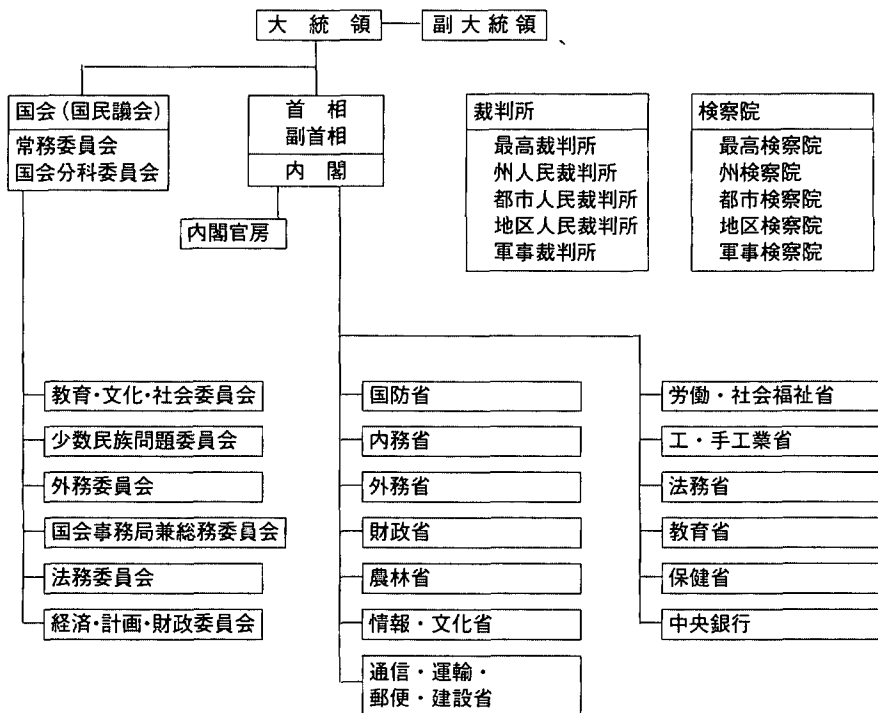 大統領
副大統領
国会(国民議会)
常務委員会
国会分科委員会
首相
副首相
内閣
内閣官房
裁判所
最高裁判所
州人民裁判所
都市人民裁判所
地区人民裁判所
軍事裁判所
検察院
最高検察院
州検察院
都市検察院
地区検察院
軍事検察院
教育・文化・社会委員会
少数民族問題委員会
外務委員会
国会事務局兼総務委員会
法務委員会
経済・計画・財政委員会
国防省
内務省
外務省
財政省
農林省
情報・文化省
通信・運輸・
郵便・建設省
労働・社会福祉省
工・手工業省
法務省
教育省
保健省
中央銀行